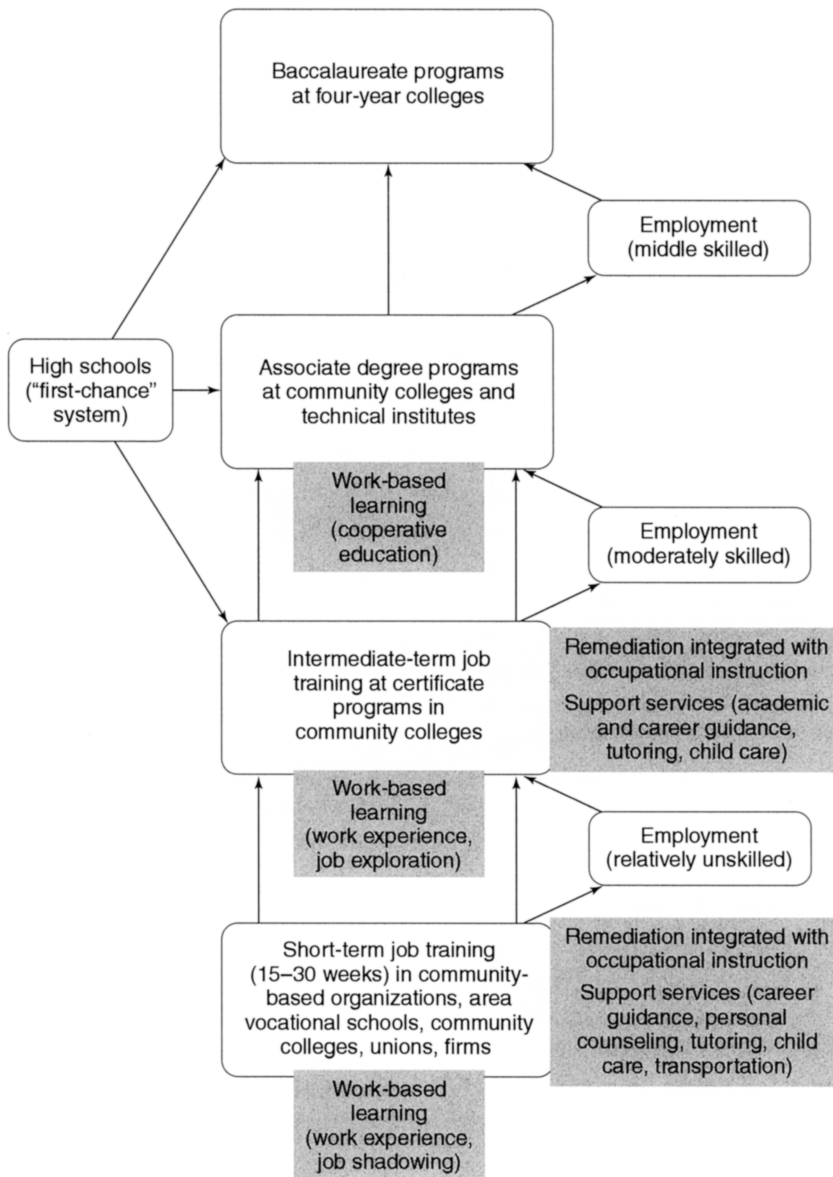 Baccalaureate programs
at four-year colleges
Employment
(middle skilled)
High schools
(“first-chance”
system)
Associate degree programs
at community colleges and
technical institutes
Work-based
learning
(cooperative
education)
Employment
(moderately skilled)
Intermediate-term job
training at certificate
programs in
community colleges
Remediation integrated with
occupational instruction
Support services (academic
and career guidance,
tutoring, child care)
Work-based
learning
(work experience,
job exploration)
Employment
(relatively unskilled)
Short-term job training
(15–30 weeks) in community-
based organizations, area
vocational schools, community
colleges, unions, firms
Remediation integrated with
occupational instruction
Support services (career
guidance, personal
counseling, tutoring, child
care, transportation)
Work-based
learning
(work experience,
job shadowing)